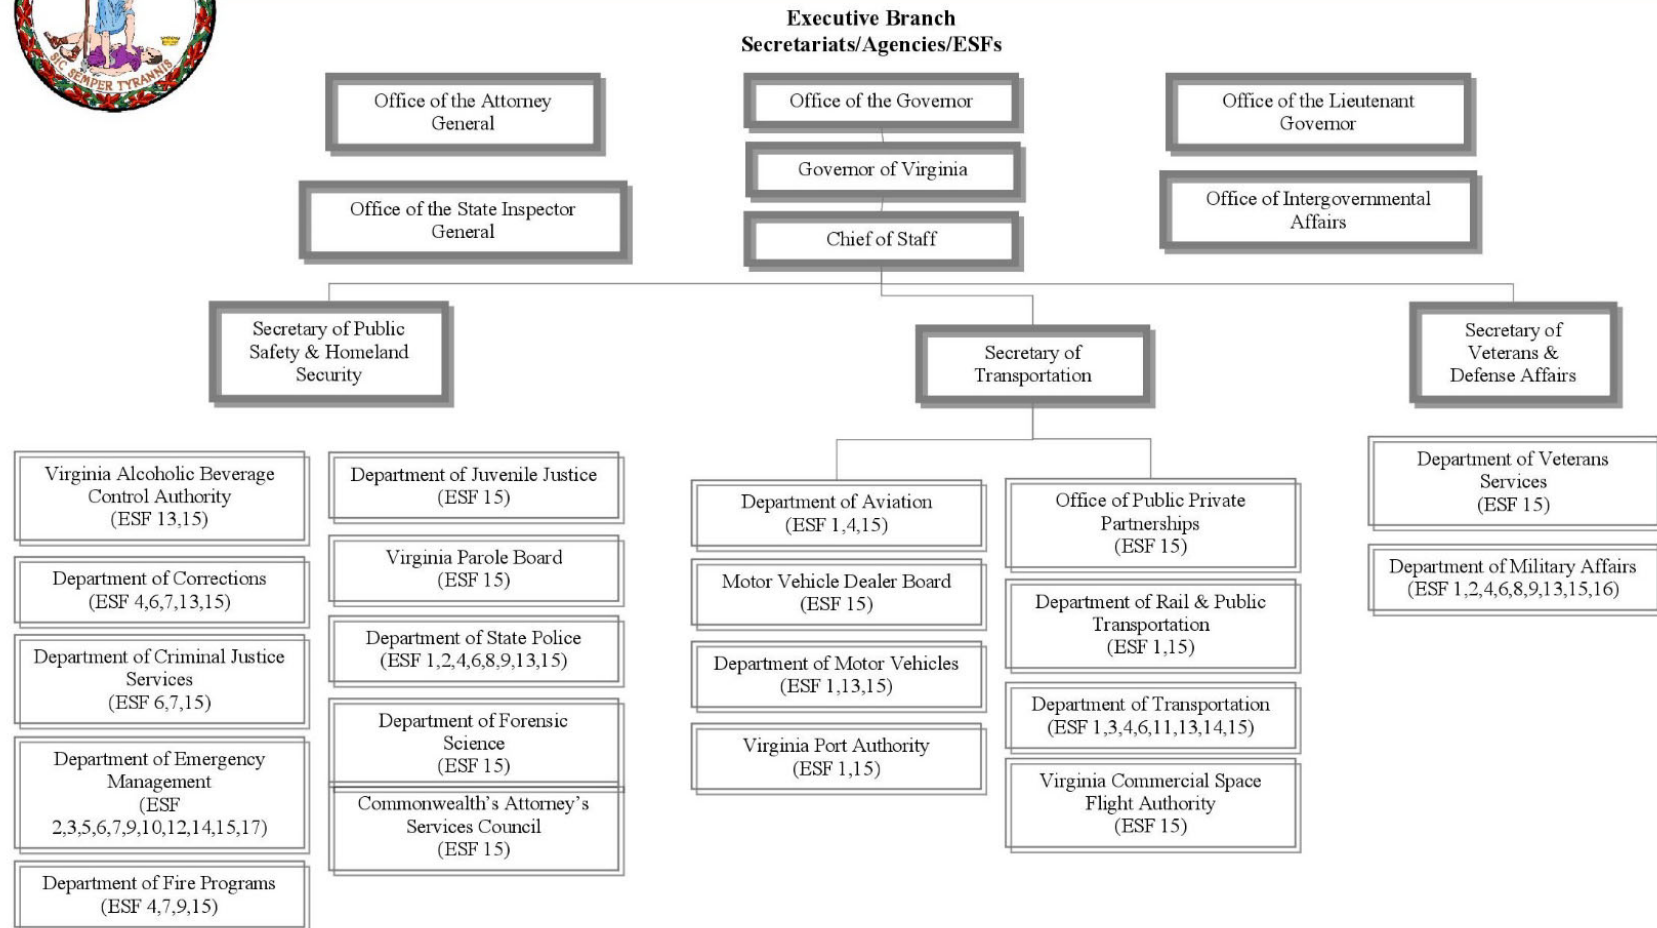 SIC SEMPER TYRANNIS
Executive Branch
Secretariats/Agencies/ESFs
Office of the Attorney
General
Office of the Governor
Office of the Lieutenant
Governor
Governor of Virginia
Office of the State Inspector
General
Office of Intergovernmental
Affairs
Chief of Staff
Secretary of Public
Safety & Homeland
Security
Secretary of
Transportation
Secretary of
Veterans &
Defense Affairs
Virginia Alcoholic Beverage
Control Authority
(ESF 13,15)
Department of Corrections
(ESF 4,6,7,13,15)
Department of Criminal Justice
Services
(ESF 6,7,15)
Department of Emergency
Management
(ESF
2,3,5,6,7,9,10,12,14,15,17)
Department of Fire Programs
(ESF 4,7,9,15)
Department of Juvenile Justice
(ESF 15)
Virginia Parole Board
(ESF 15)
Department of State Police
(ESF 1,2,4,6,8,9,13,15)
Department of Forensic
Science
(ESF 15)
Commonwealth’s Attorney’s
Services Council
(ESF 15)
Department of Aviation
(ESF 1,4,15)
Motor Vehicle Dealer Board
(ESF 15)
Department of Motor Vehicles
(ESF 1,13,15)
Virginia Port Authority
(ESF 1,15)
Office of Public Private
Partnerships
(ESF 15)
Department of Rail & Public
Transportation
(ESF 1,15)
Department of Transportation
(ESF 1,3,4,6,11,13,14,15)
Virginia Commercial Space
Flight Authority
(ESF 15)
Department of Veterans
Services
(ESF 15)
Department of Military Affairs
(ESF 1,2,4,6,8,9,13,15,16)